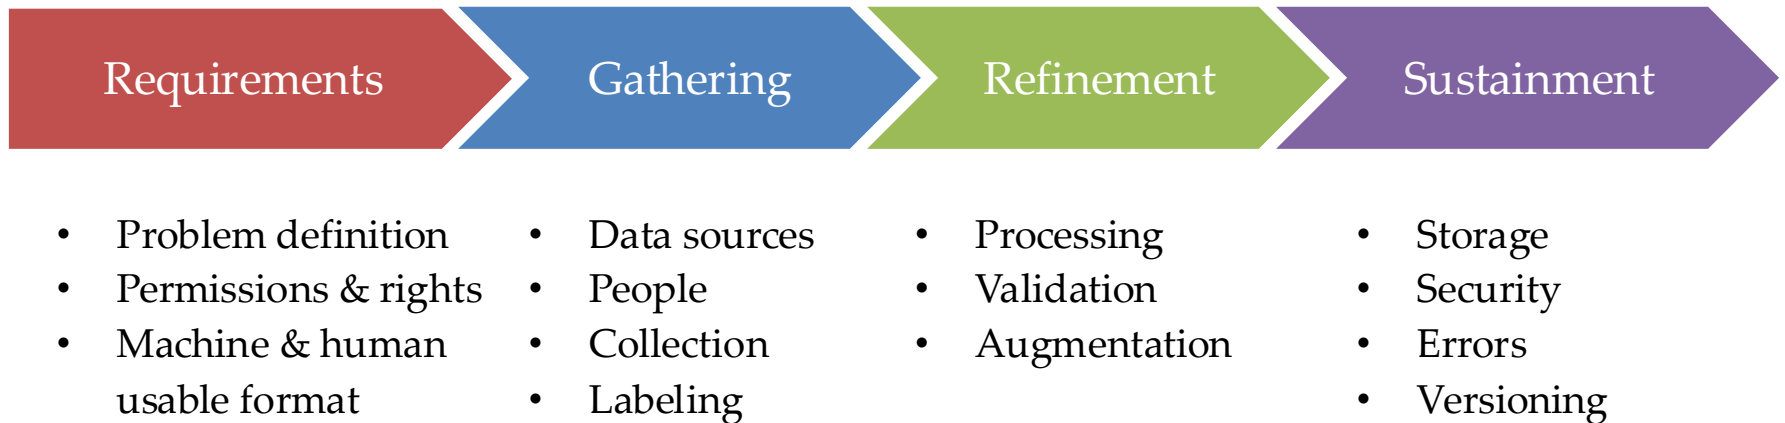 Requirements
Gathering
Refinement
Sustainment
• Problem definition
• Permissions & rights
• Machine & human
usable format
• Data sources
• People
• Collection
• Labeling
• Processing
• Validation
• Augmentation
• Storage
• Security
• Errors
• Versioning